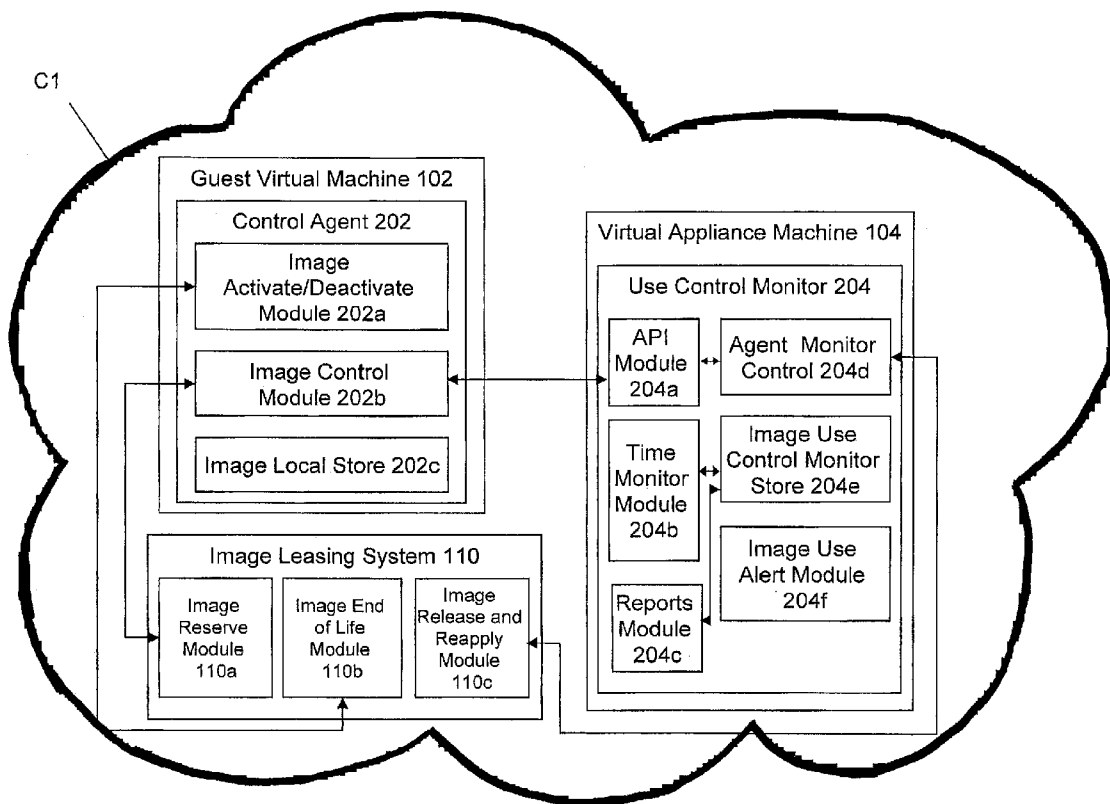 C1
Guest Virtual Machine 102
Control Agent 202
Image
Activate/Deactivate
Module 202a
Image Control
Module 202b
Image Local Store 202c
Virtual Appliance Machine 104
Use Control Monitor 204
API
Module
204a
Agent Monitor
Control 204d
Time
Monitor
Module
204b
Image Use
Control Monitor
Store 204e
Image Use
Alert Module
204f
Reports
Module
204c
Image Leasing System 110
Image
Reserve
Module
110a
Image End
of Life
Module
110b
Image
Release and
Reapply
Module 110c